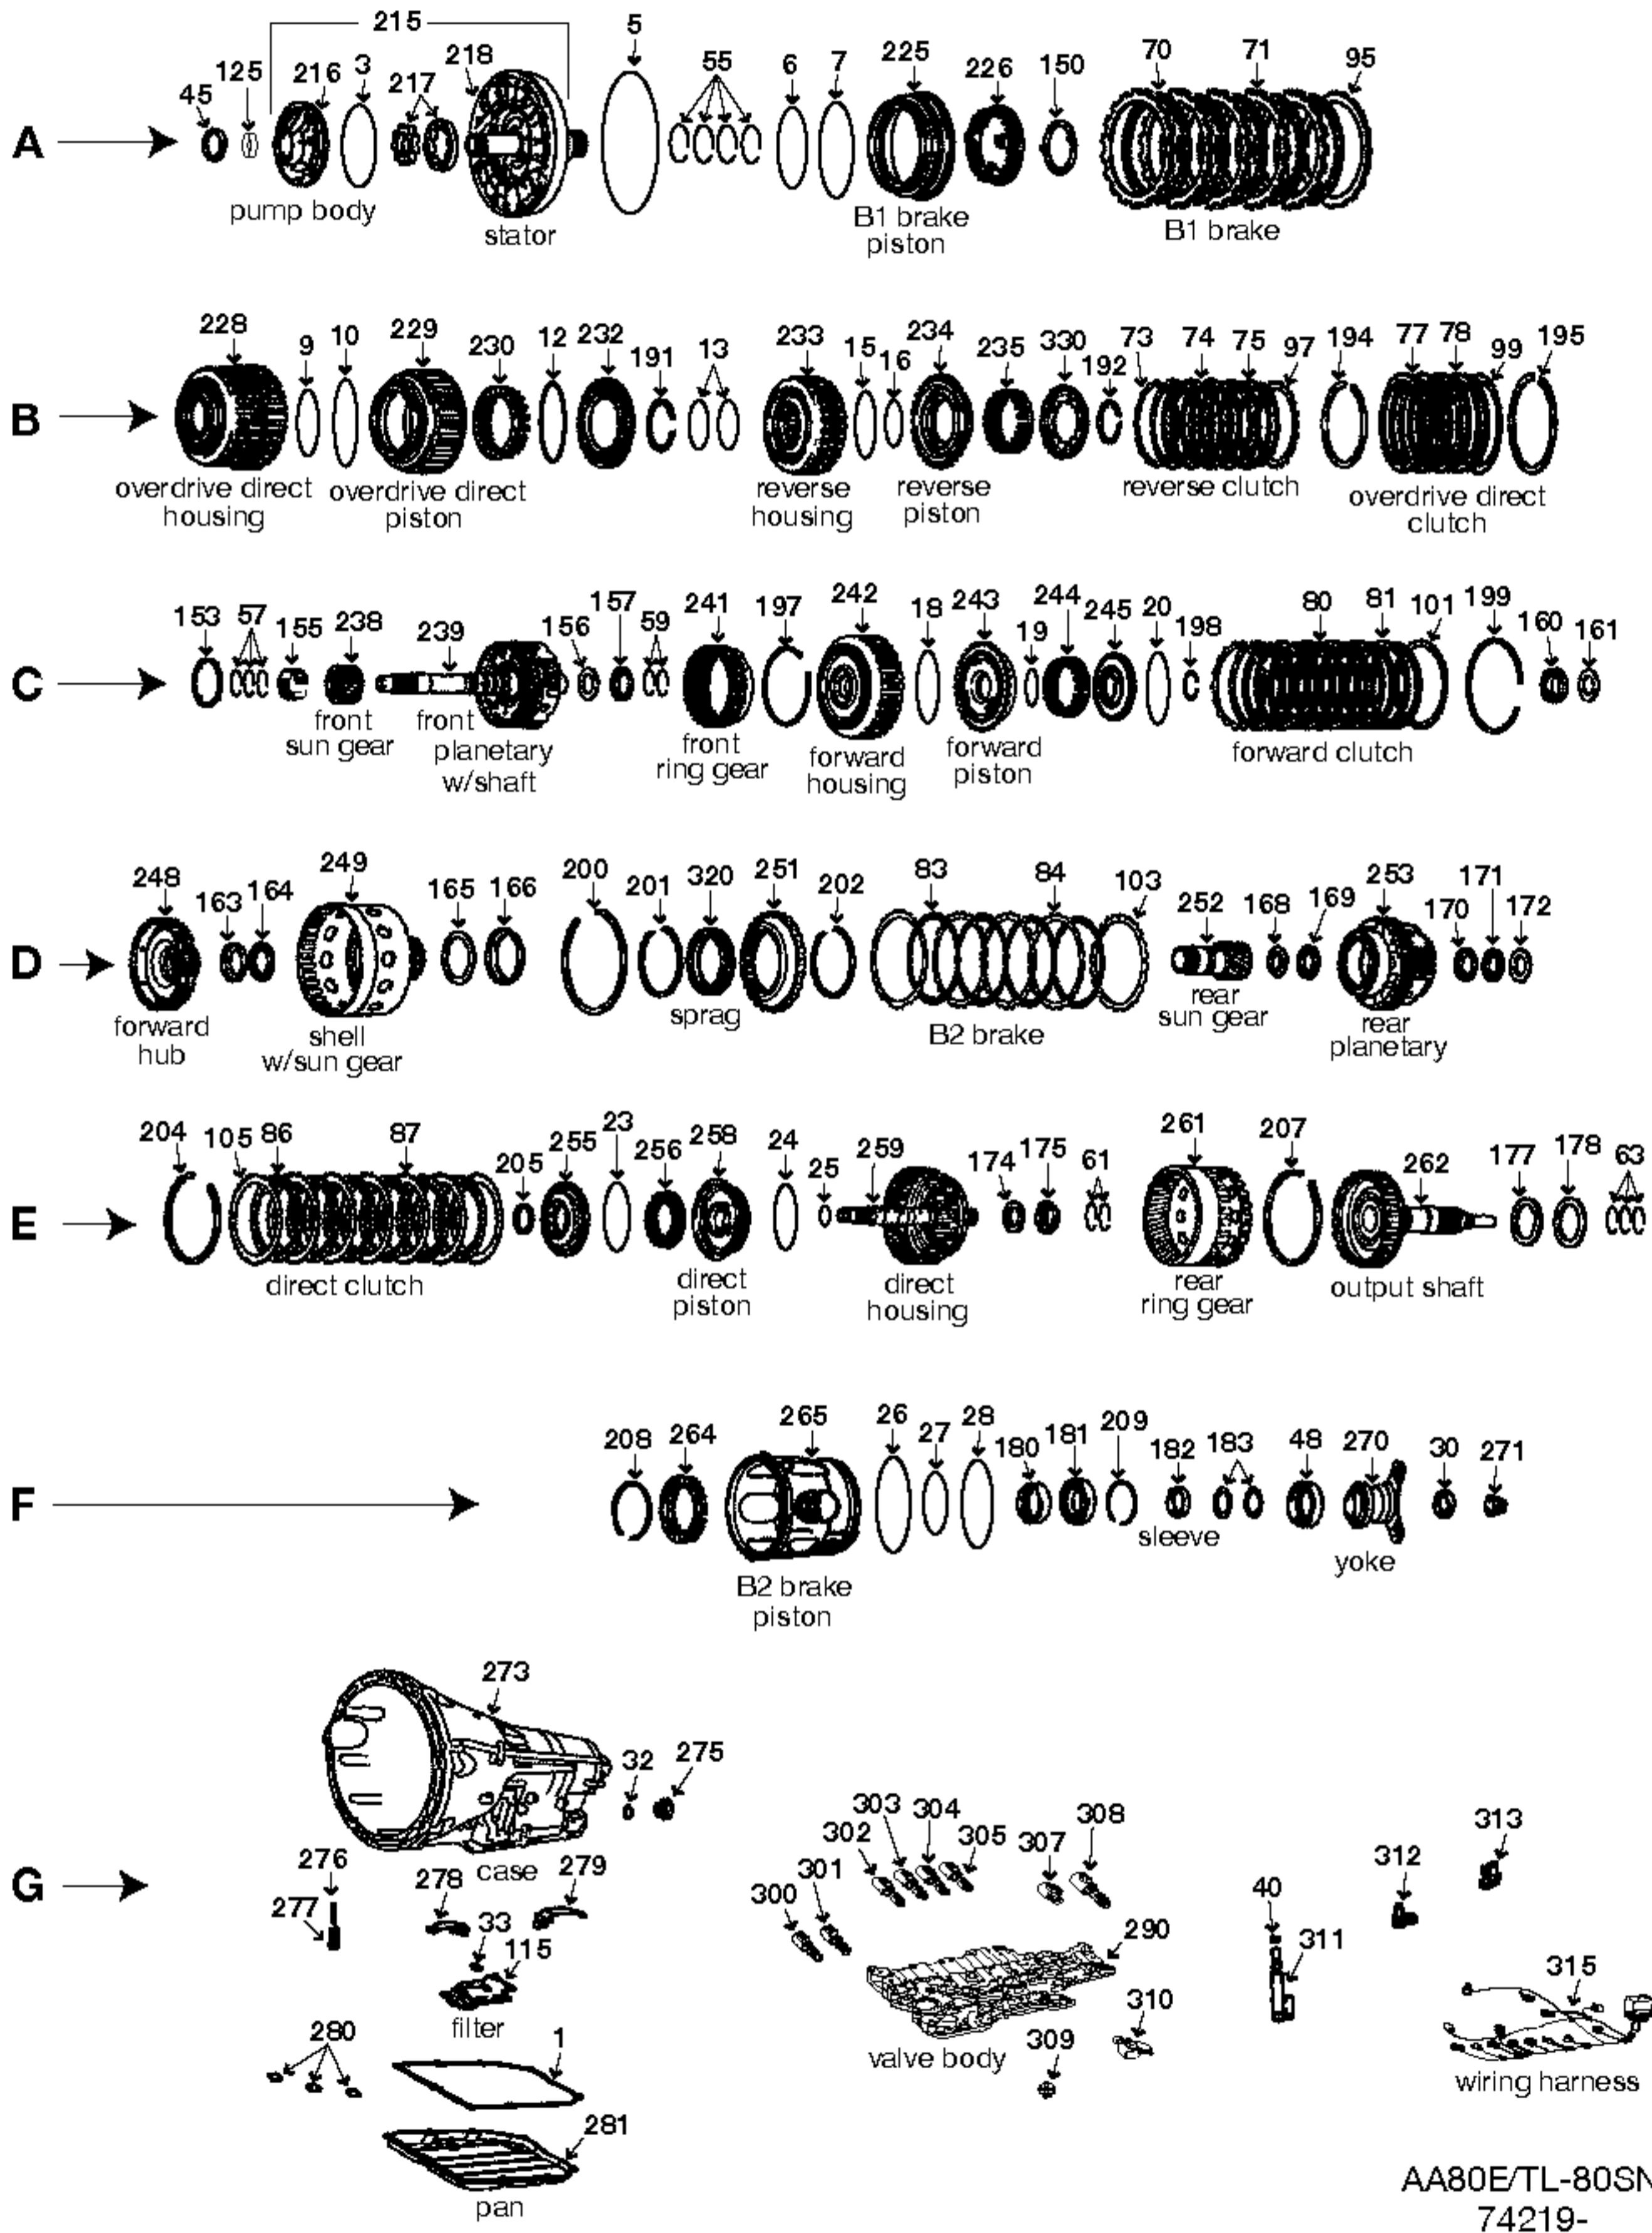 215
5
45 125 216 3 217 218 55 6 7 225 226 150 70 71 95
A
pump body
stator
B1 brake
piston
B1 brake
228 9 10 229 230 12 232 191 13 233 15 16 234 235 330 192 73 74 75 97 194 77 78 99 195
B
overdrive direct
housing
overdrive direct
piston
reverse
housing
reverse
piston
reverse clutch
overdrive direct
clutch
153 57 155 238 239 156 157 59 241 197 242 18 243 19 244 245 20 198 80 81 101 199 160 161
C
front
sun gear
front
planetary
w/shaft
front
ring gear
forward
housing
forward
piston
forward clutch
248 163 164 249 165 166 200 201 320 251 202 83 84 103 252 168 169 253 170 171 172
D
forward
hub
shell
w/sun gear
sprag
B2 brake
rear
sun gear
rear
planetary
204 105 86 87 205 255 23 256 258 24 25 259 174 175 61 261 207 262 177 178 63
E
direct clutch
direct
piston
direct
housing
rear
ring gear
output shaft
208 264 265 26 27 28 180 181 209 182 183 48 270 30 271
F
B2 brake
piston
sleeve
yoke
273
32 275
G
case
276
277
278
279
33
115
filter
280
1
281
pan
300 301 302 303 304 305 307 308
290
310
309
valve body
40
311
312
313
315
wiring harness
AA80E/TL-80SN
74219-